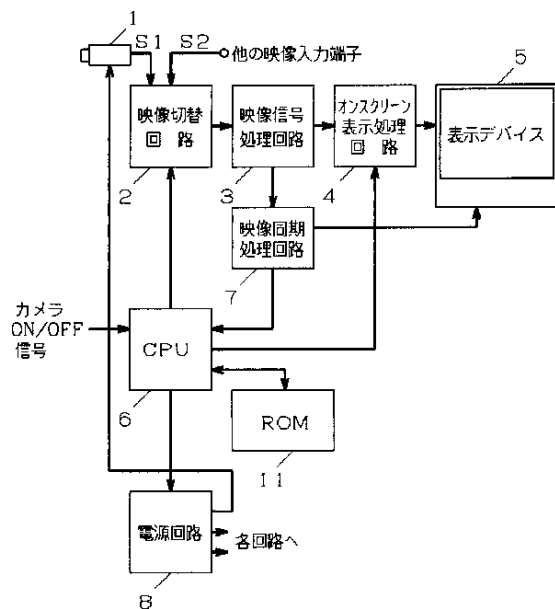 1
S1
S2
他の映像入力端子
5
映像切替
回路
映像信号
処理回路
オンスクリーン
表示処理
回路
表示デバイス
2
3
4
映像同期
処理回路
7
カメラ
ON/OFF
信号
CPU
6
ROM
11
電源回路
各回路へ
8